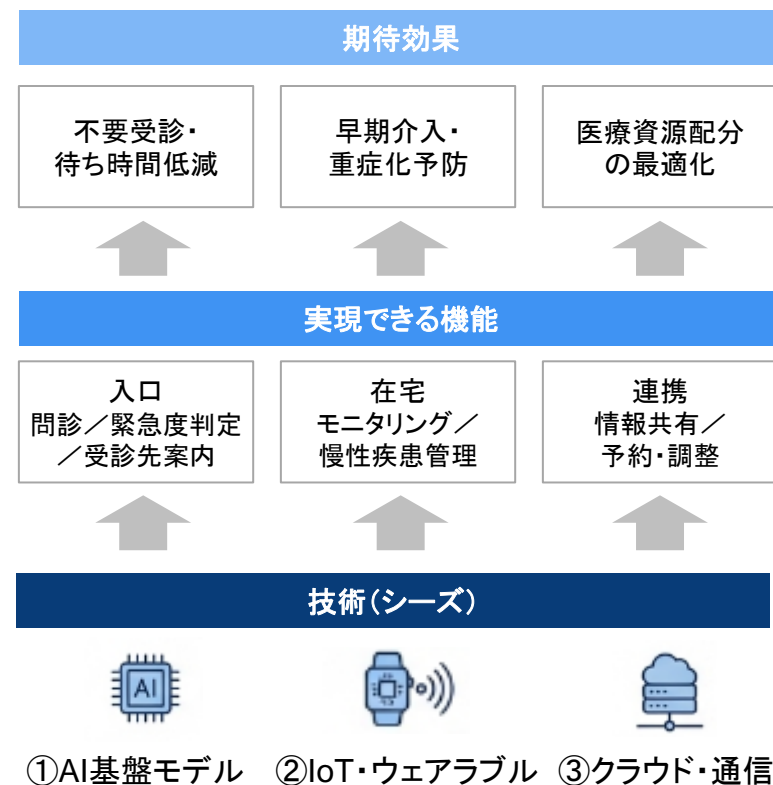 期待効果
不要受診・
待ち時間低減
早期介入・
重症化予防
医療資源配分
の最適化
実現できる機能
入口
問診／緊急度判定
／受診先案内
在宅
モニタリング／
慢性疾患管理
連携
情報共有／
予約・調整
技術（シーズ）
AI
①AI基盤モデル
②IoT・ウェアラブル
③クラウド・通信